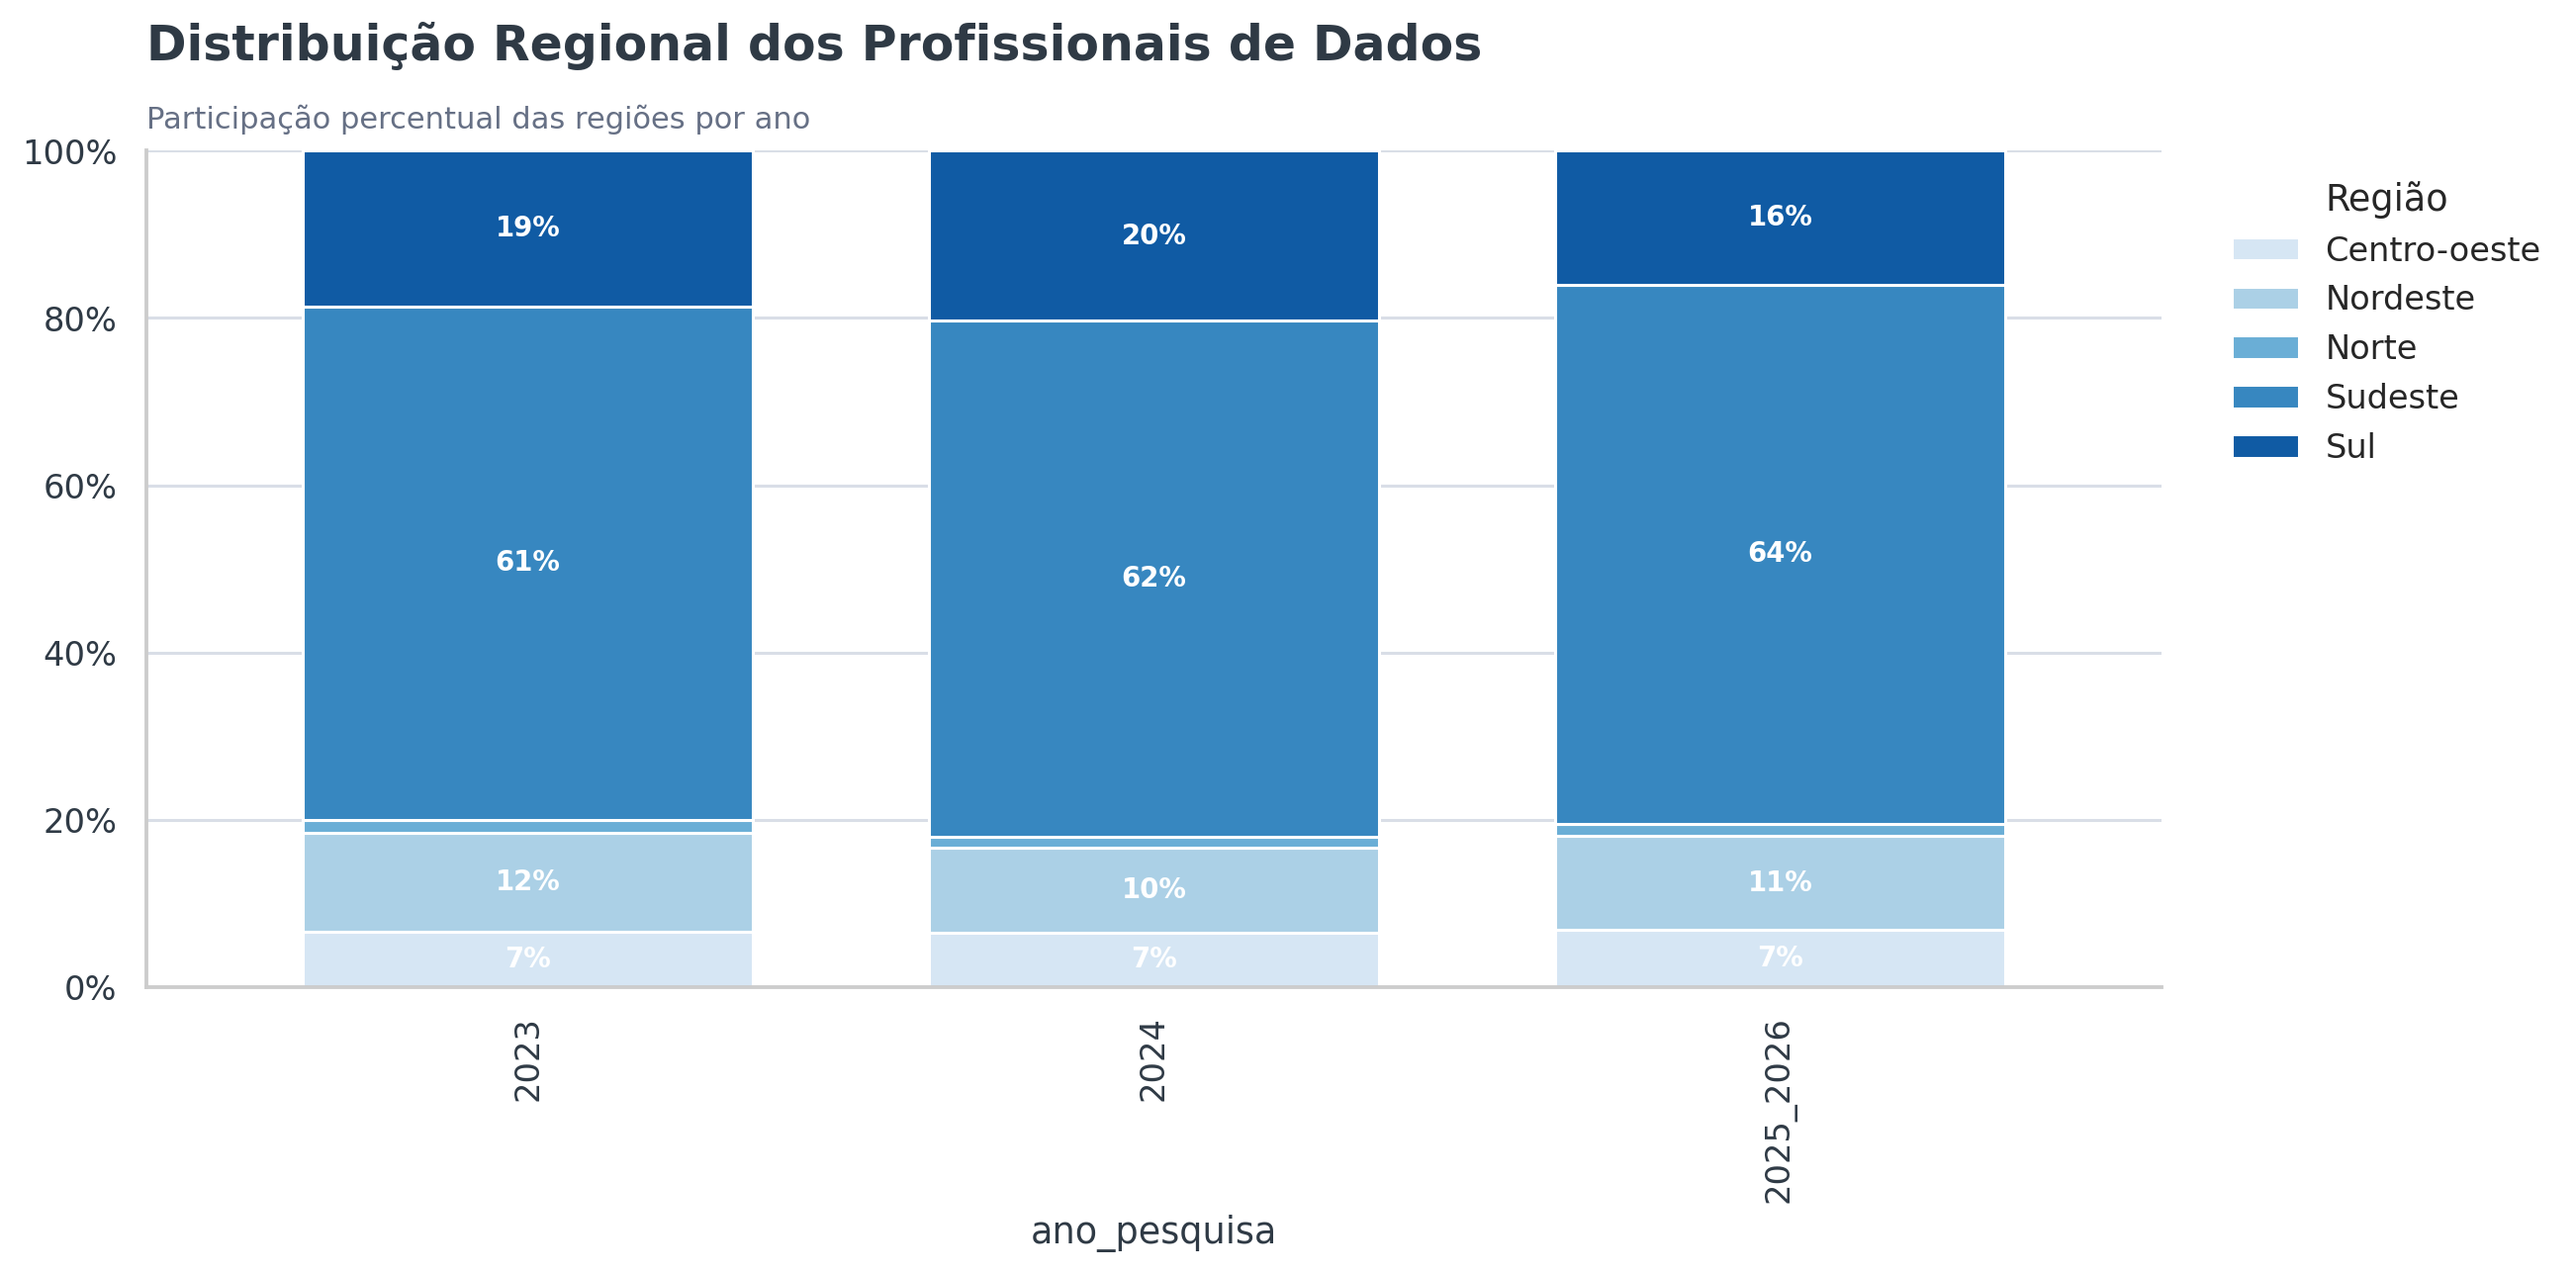 Distribuição Regional dos Profissionais de Dados
Participação percentual das regiões por ano
100%
80%
60%
40%
20%
0%
19%
61%
12%
7%
20%
62%
10%
7%
16%
64%
11%
7%
2023
2024
2025_2026
ano_pesquisa
Região
Centro-oeste
Nordeste
Norte
Sudeste
Sul